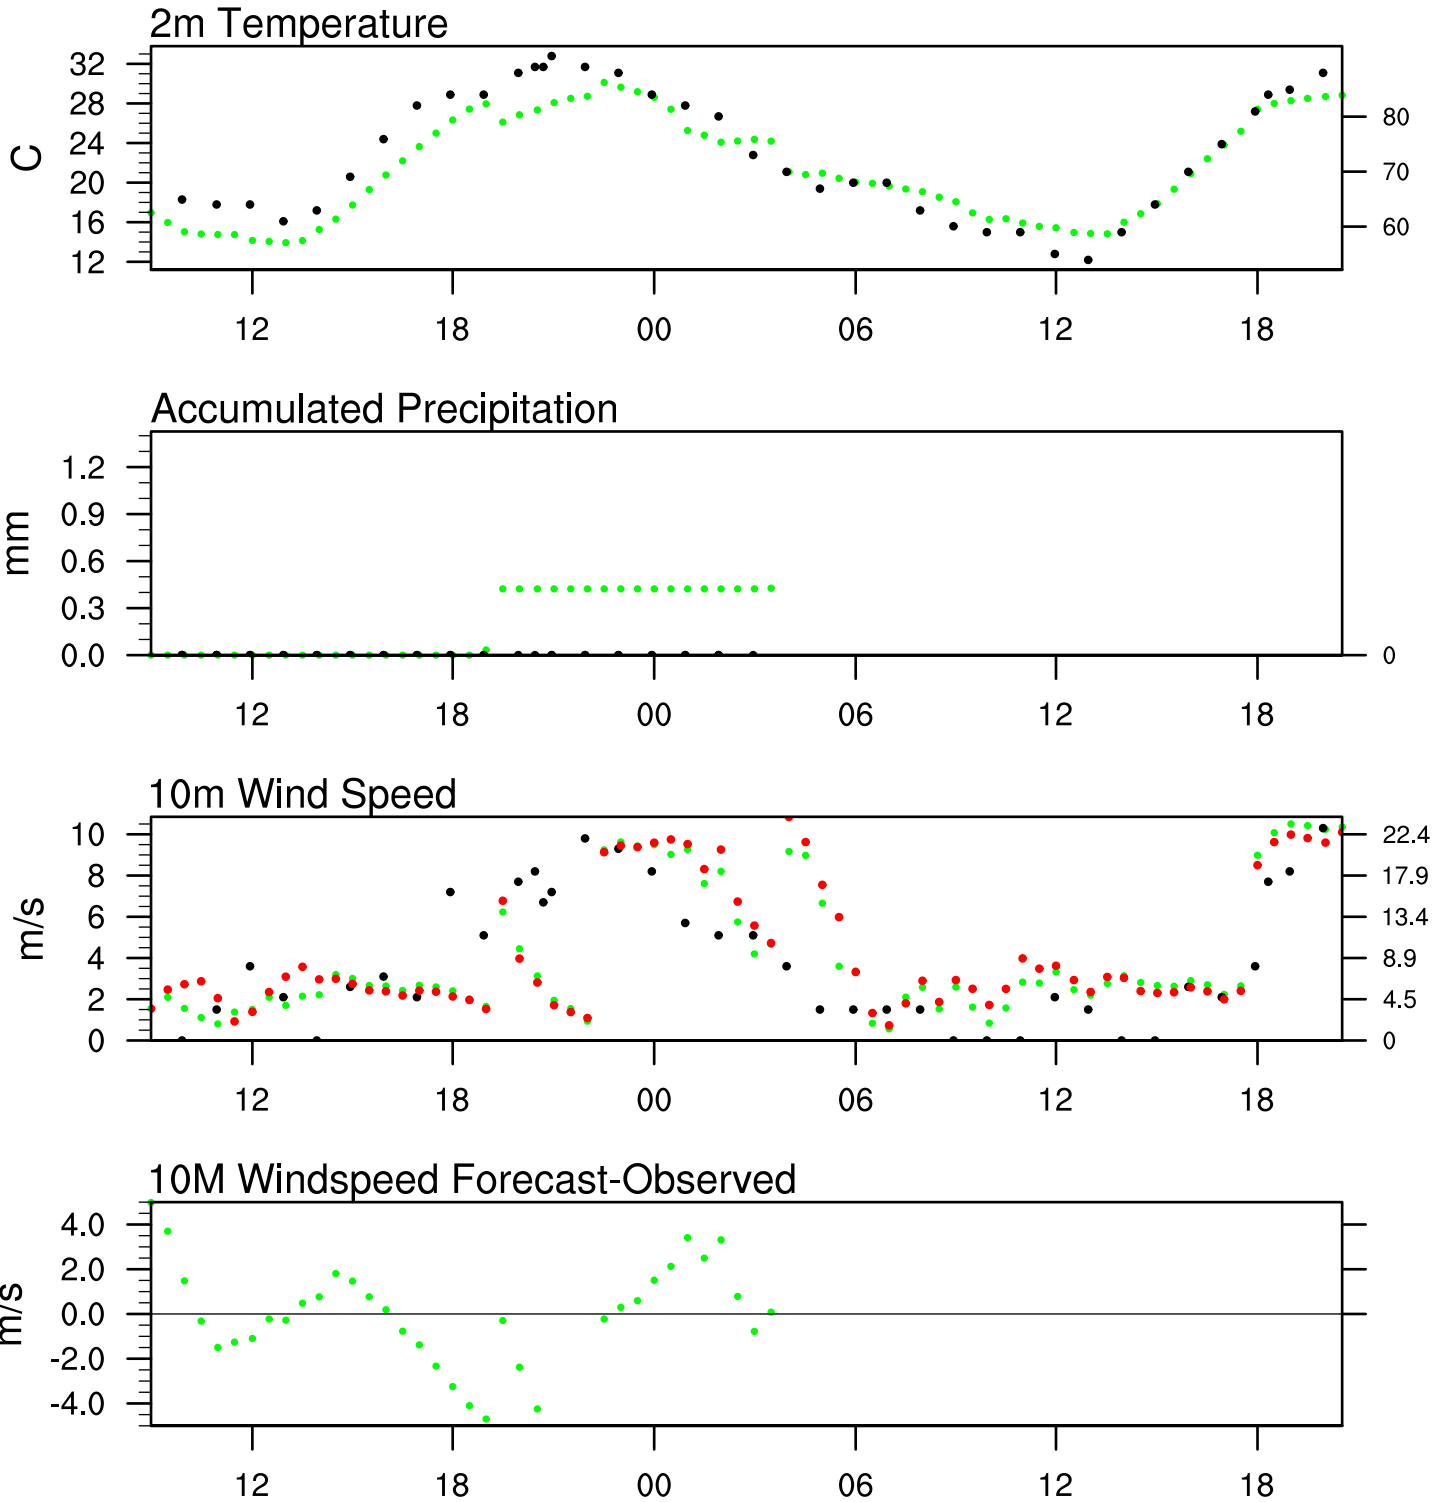 2m Temperature
32
28
24
20
16
12
C
80
70
60
12 18 00 06 12 18
Accumulated Precipitation
1.2
0.9
0.6
0.3
0.0
mm
0
12 18 00 06 12 18
10m Wind Speed
10
8
6
4
2
0
m/s
22.4
17.9
13.4
8.9
4.5
0
12 18 00 06 12 18
10M Windspeed Forecast-Observed
4.0
2.0
0.0
-2.0
-4.0
m/s
12 18 00 06 12 18